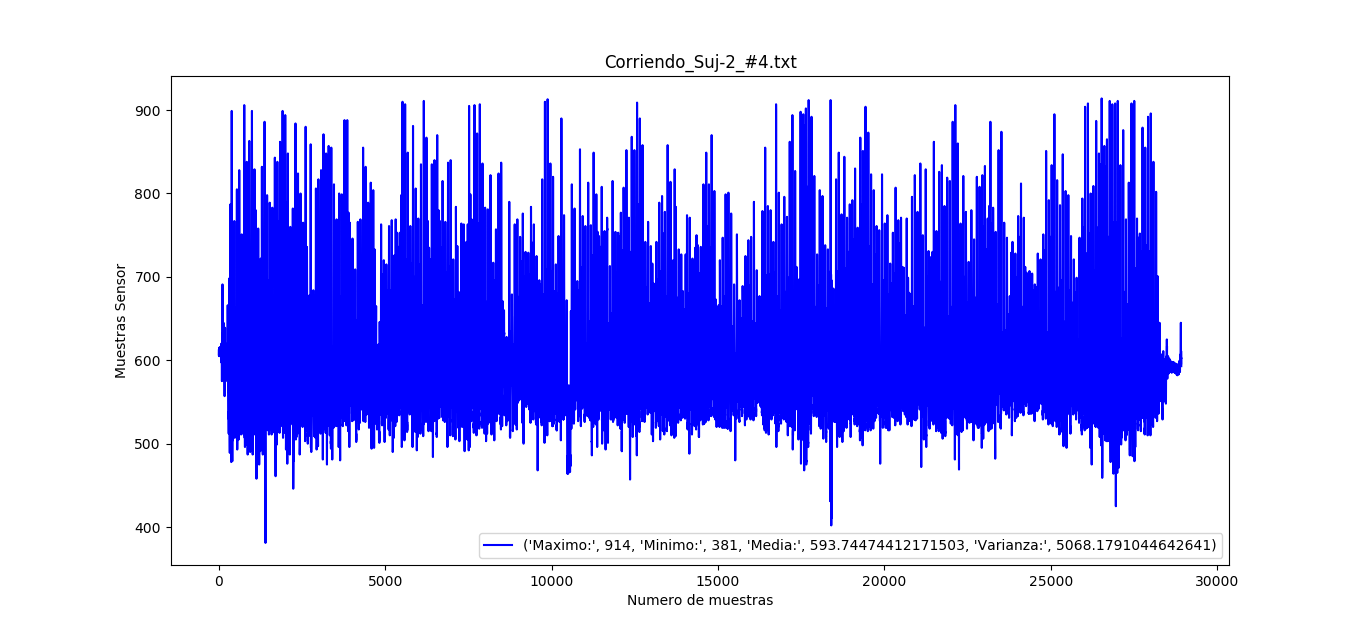 Corriendo_Suj-2_#4.txt
Muestras Sensor
900
800
700
600
500
400
('Maximo:', 914, 'Minimo:', 381, 'Media:', 593.74474412171503, 'Varianza:', 5068.1791044642641)
0 5000 10000 15000 20000 25000 30000
Numero de muestras